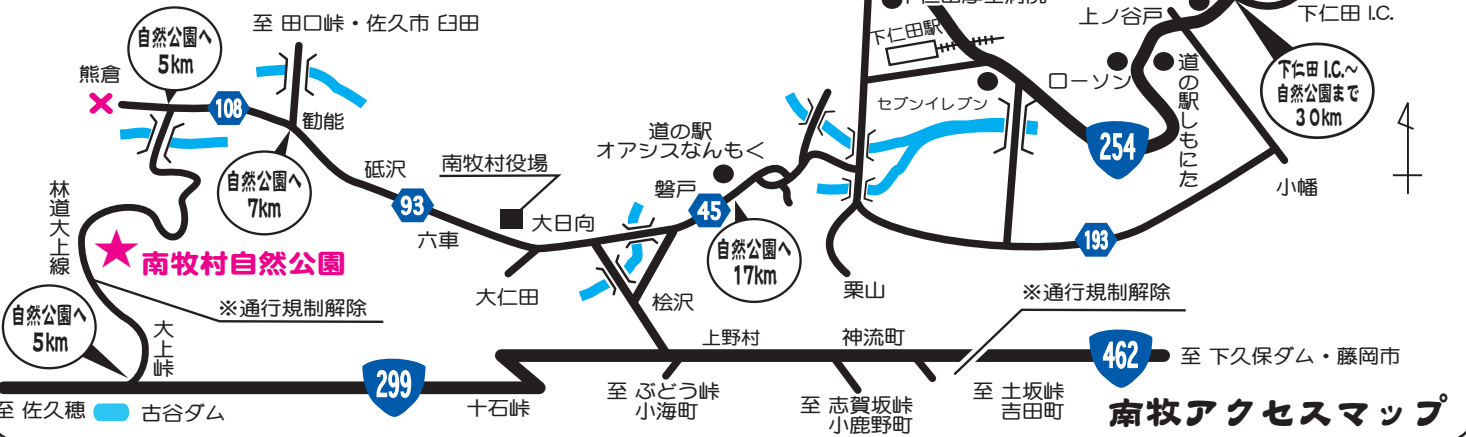 至 田口峠・佐久市 臼田
自然公園へ
5km
熊倉
108
勧能
自然公園へ
7km
砥沢
93
六車
南牧村役場
大日向
大仁田
林道大上線
南牧村自然公園
※通行規制解除
自然公園へ
5km
大上峠
道の駅
オアシスなんもく
磐戸
45
自然公園へ
17km
桧沢
下仁田駅
セブンイレブン
ローソン
上ノ谷戸
下仁田 I.C.
下仁田 I.C.～
自然公園まで
30km
道の駅しもにた
254
小幡
193
栗山
※通行規制解除
上野村
神流町
462
至 下久保ダム・藤岡市
299
至 佐久穂
古谷ダム
十石峠
至 ぶどう峠
小海町
至 志賀坂峠
小鹿野町
至 土坂峠
吉田町
南牧アクセスマップ